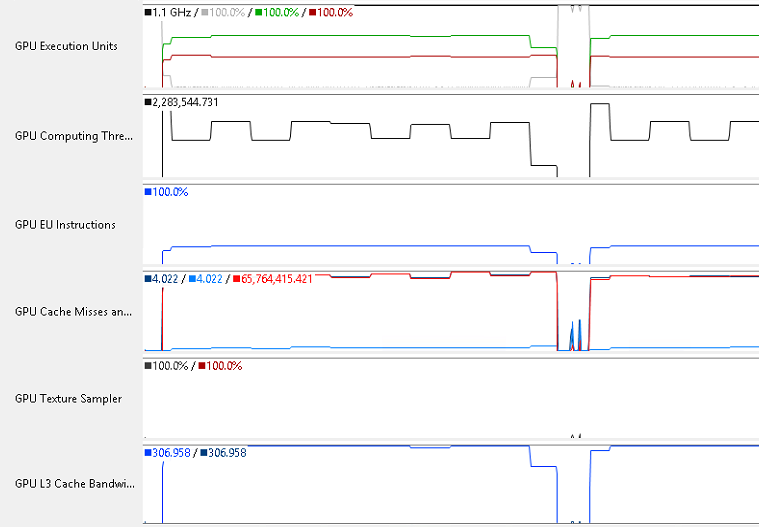 1.1 GHz / 100.0% / 100.0% / 100.0%
GPU Execution Units
2,283,544.731
GPU Computing Thre...
100.0%
GPU EU Instructions
4.022 / 4.022 / 65,764,415.421
GPU Cache Misses an...
100.0% / 100.0%
GPU Texture Sampler
306.958 / 306.958
GPU L3 Cache Bandwi...